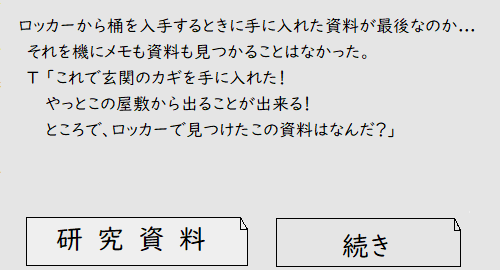 ロッカーから桶を入手するときに手に入れた資料が最後なのか…
それを機にメモも資料も見つかることはなかった。
T 「これで玄関のカギを手に入れた!
やっとこの屋敷から出ることが出来る!
ところで、ロッカーで見つけたこの資料はなんだ?」
研 究 資 料
続き